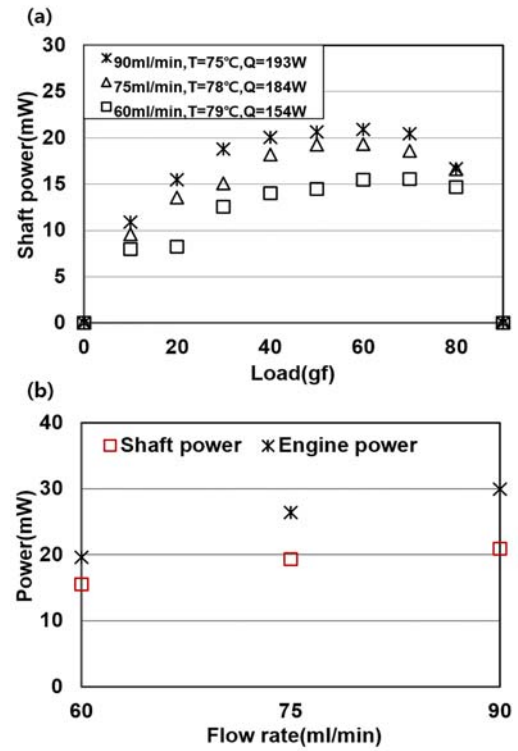 (a)
30
25
20
15
10
5
0
Shaft power(mW)
90ml/min,T=75℃,Q=193W
75ml/min,T=78℃,Q=184W
60ml/min,T=79℃,Q=154W
0 20 40 60 80
Load(gf)
(b)
40
30
20
10
0
Power(mW)
Shaft power Engine power
60 75 90
Flow rate(ml/min)